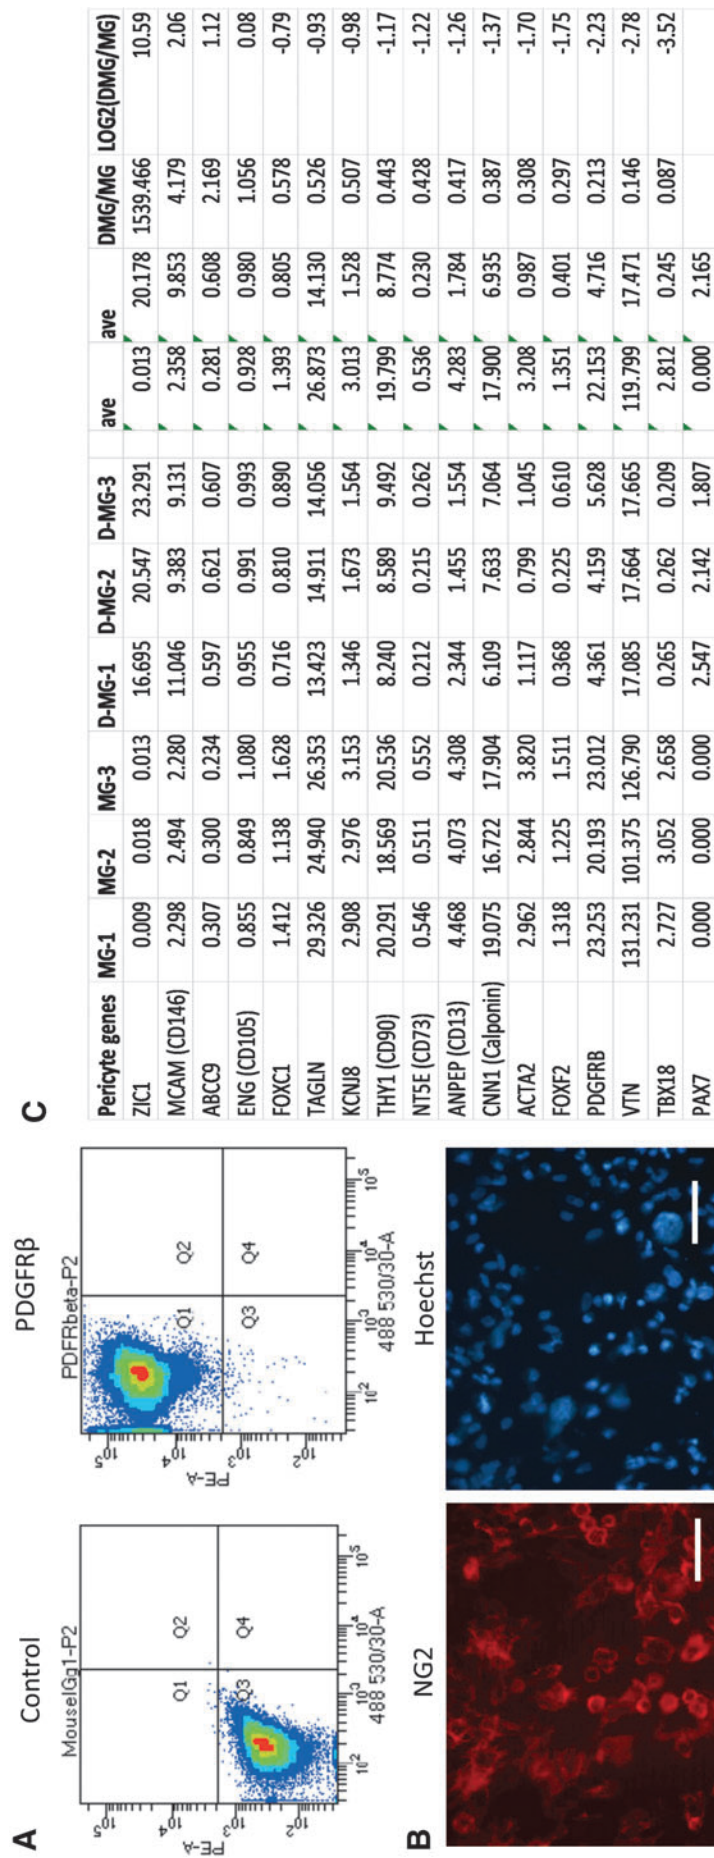 A
Control
MouseIgG1-P2
PE-A
10⁵
10⁴
10³
10²
Q1
Q2
Q3
Q4
10²
10³
10⁴
10⁵
488 530/30-A
PDGFRβ
PDFRbeta-P2
PE-A
10⁵
10⁴
10³
10²
Q1
Q2
Q3
Q4
10²
10³
10⁴
10⁵
488 530/30-A
B
NG2
Hoechst
C
Pericyte genes MG-1 MG-2 MG-3 D-MG-1 D-MG-2 D-MG-3 ave ave DMG/MG LOG2(DMG/MG)
ZIC1 0.009 0.018 0.013 16.695 20.547 23.291 0.013 20.178 1539.466 10.59
MCAM (CD146) 2.298 2.494 2.280 11.046 9.383 9.131 2.358 9.853 4.179 2.06
ABCC9 0.307 0.300 0.234 0.597 0.621 0.607 0.281 0.608 2.169 1.12
ENG (CD105) 0.855 0.849 1.080 0.955 0.991 0.993 0.928 0.980 1.056 0.08
FOXC1 1.412 1.138 1.628 0.716 0.810 0.890 1.393 0.805 0.578 -0.79
TAGLN 29.326 24.940 26.353 13.423 14.911 14.056 26.873 14.130 0.526 -0.93
KCNJ8 2.908 2.976 3.153 1.346 1.673 1.564 3.013 1.528 0.507 -0.98
THY1 (CD90) 20.291 18.569 20.536 8.240 8.589 9.492 19.799 8.774 0.443 -1.17
NT5E (CD73) 0.546 0.511 0.552 0.212 0.215 0.262 0.536 0.230 0.428 -1.22
ANPEP (CD13) 4.468 4.073 4.308 2.344 1.455 1.554 4.283 1.784 0.417 -1.26
CNN1 (Calponin) 19.075 16.722 17.904 6.109 7.633 7.064 17.900 6.935 0.387 -1.37
ACTA2 2.962 2.844 3.820 1.117 0.799 1.045 3.208 0.987 0.308 -1.70
FOXF2 1.318 1.225 1.511 0.368 0.225 0.610 1.351 0.401 0.297 -1.75
PDGFRB 23.253 20.193 23.012 4.361 4.159 5.628 22.153 4.716 0.213 -2.23
VTN 131.231 101.375 126.790 17.085 17.664 17.665 119.799 17.471 0.146 -2.78
TBX18 2.727 3.052 2.658 0.265 0.262 0.209 2.812 0.245 0.087 -3.52
PAX7 0.000 0.000 0.000 2.547 2.142 1.807 0.000 2.165